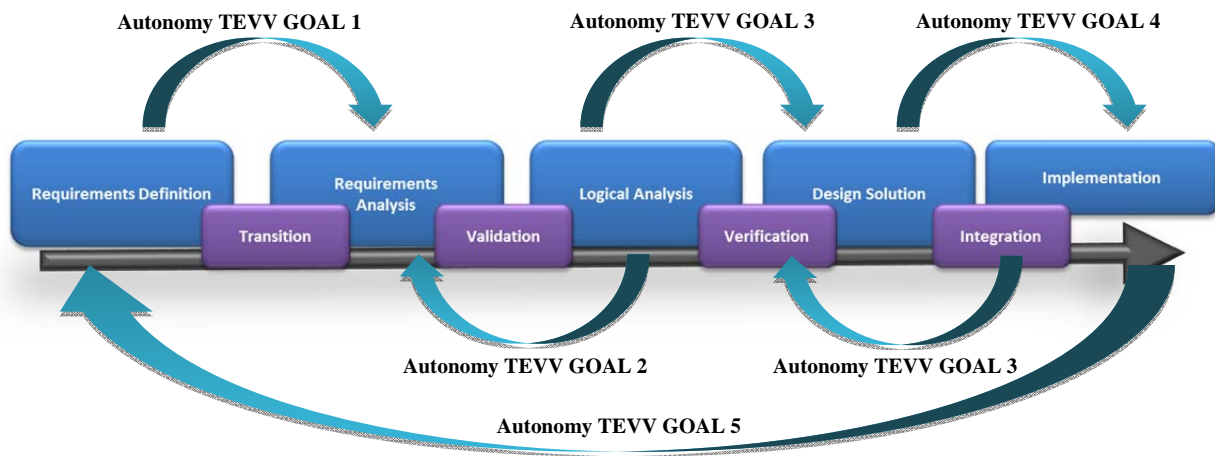 Autonomy TEVV GOAL 1
Autonomy TEVV GOAL 3
Autonomy TEVV GOAL 4
Requirements Definition
Requirements
Analysis
Logical Analysis
Design Solution
Implementation
Transition
Validation
Verification
Integration
Autonomy TEVV GOAL 2
Autonomy TEVV GOAL 3
Autonomy TEVV GOAL 5